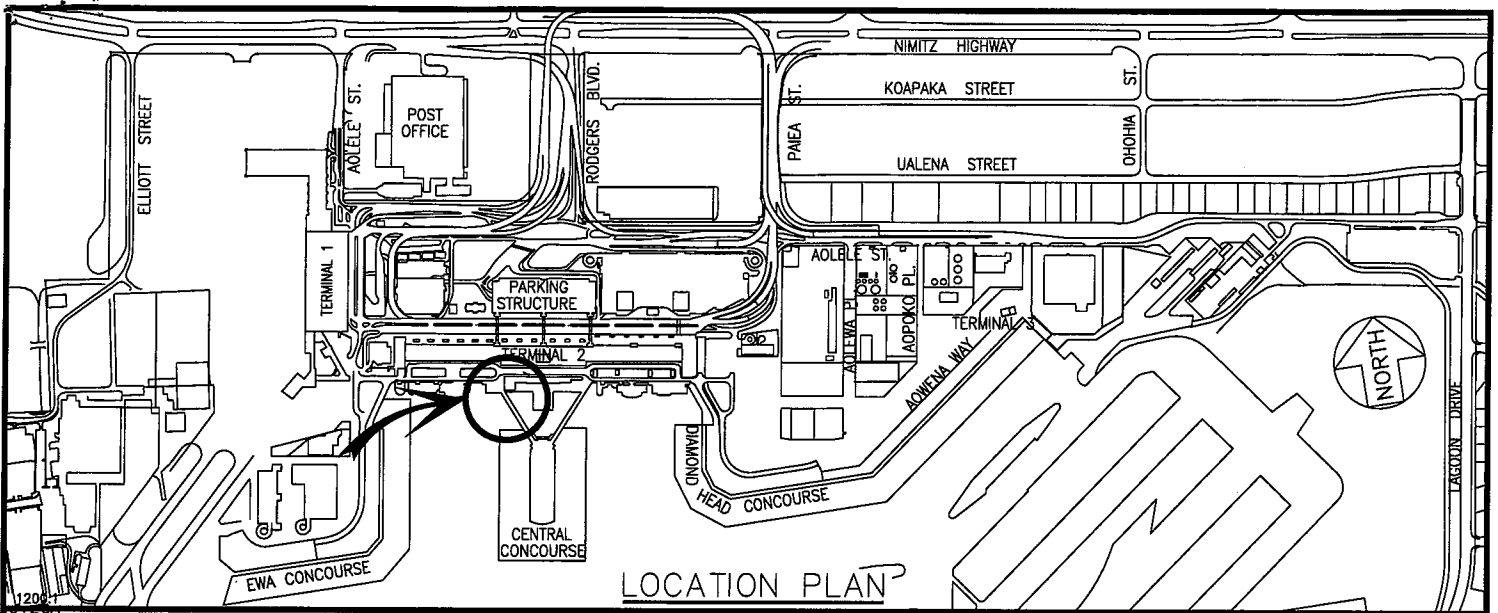 NIMITZ HIGHWAY
KOAPAKA STREET
UALENA STREET
ELLIOTT STREET
AOLELE ST.
POST
OFFICE
RODGERS BLVD.
PAIEA ST.
OHOHIA ST.
TERMINAL 1
PARKING
STRUCTURE
TERMINAL 2
AOLELE ST.
AOLEWA PL.
AOPOKO PL.
TERMINAL 3
AOWENA WAY
NORTH
LAGOON DRIVE
DIAMOND
HEAD CONCOURSE
CENTRAL
CONCOURSE
EWA CONCOURSE
LOCATION PLAN